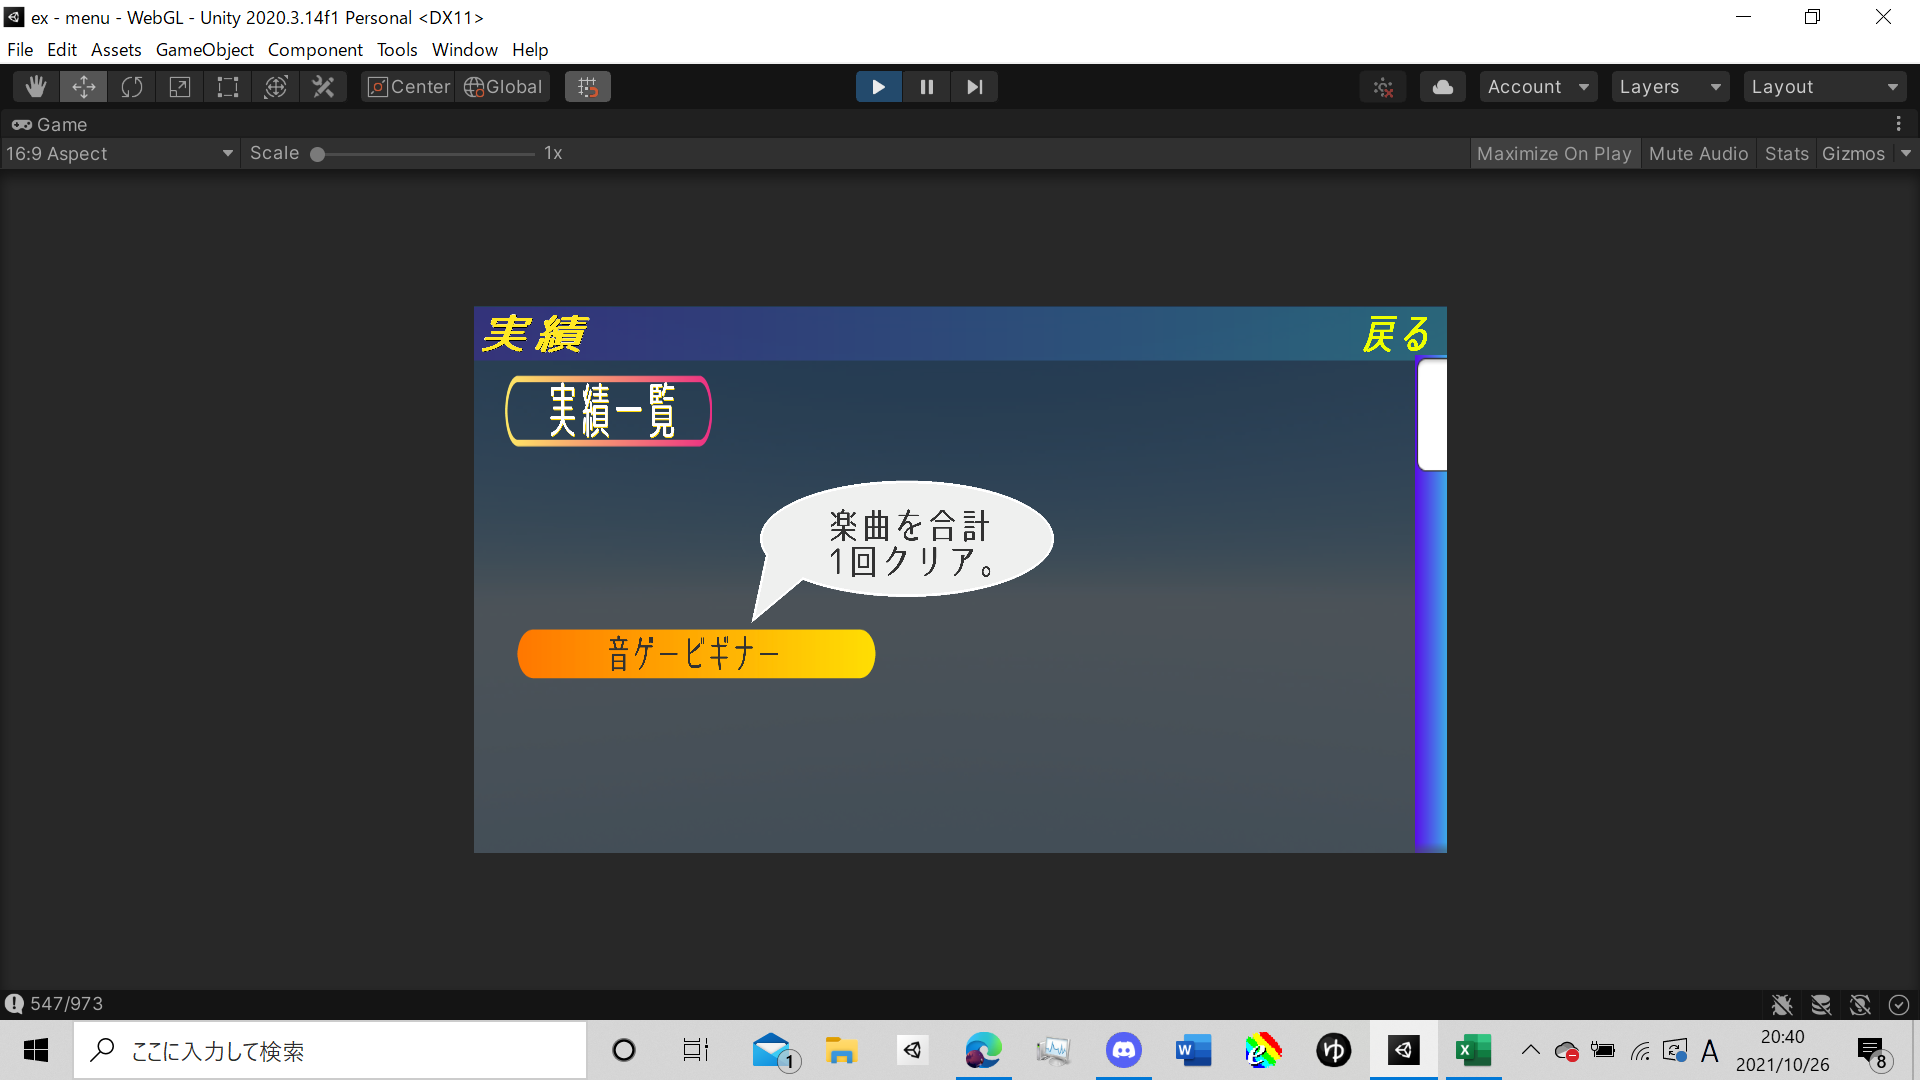 ex - menu - WebGL - Unity 2020.3.14f1 Personal <DX11>
File Edit Assets GameObject Component Tools Window Help
Center Global Account Layers Layout
Game
16:9 Aspect Scale 1x Maximize On Play Mute Audio Stats Gizmos
実績 戻る
実績一覧
楽曲を合計
1回クリア。
音ゲービギナー
547/973
ここに入力して検索 1 W ゆ X A 20:40
2021/10/26 8